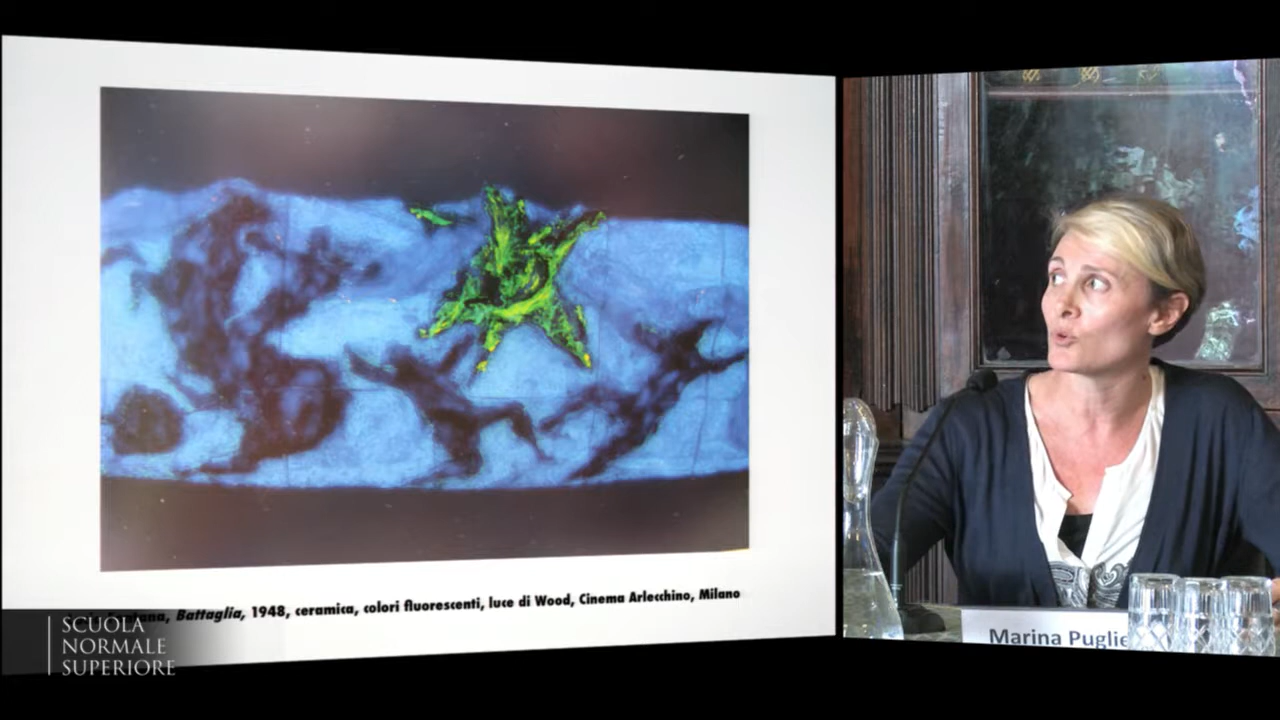 Battaglia, 1948, ceramica, colori fluorescenti, luce di Wood, Cinema Arlecchino, Milano
SCUOLA
NORMALE
SUPERIORE
Marina